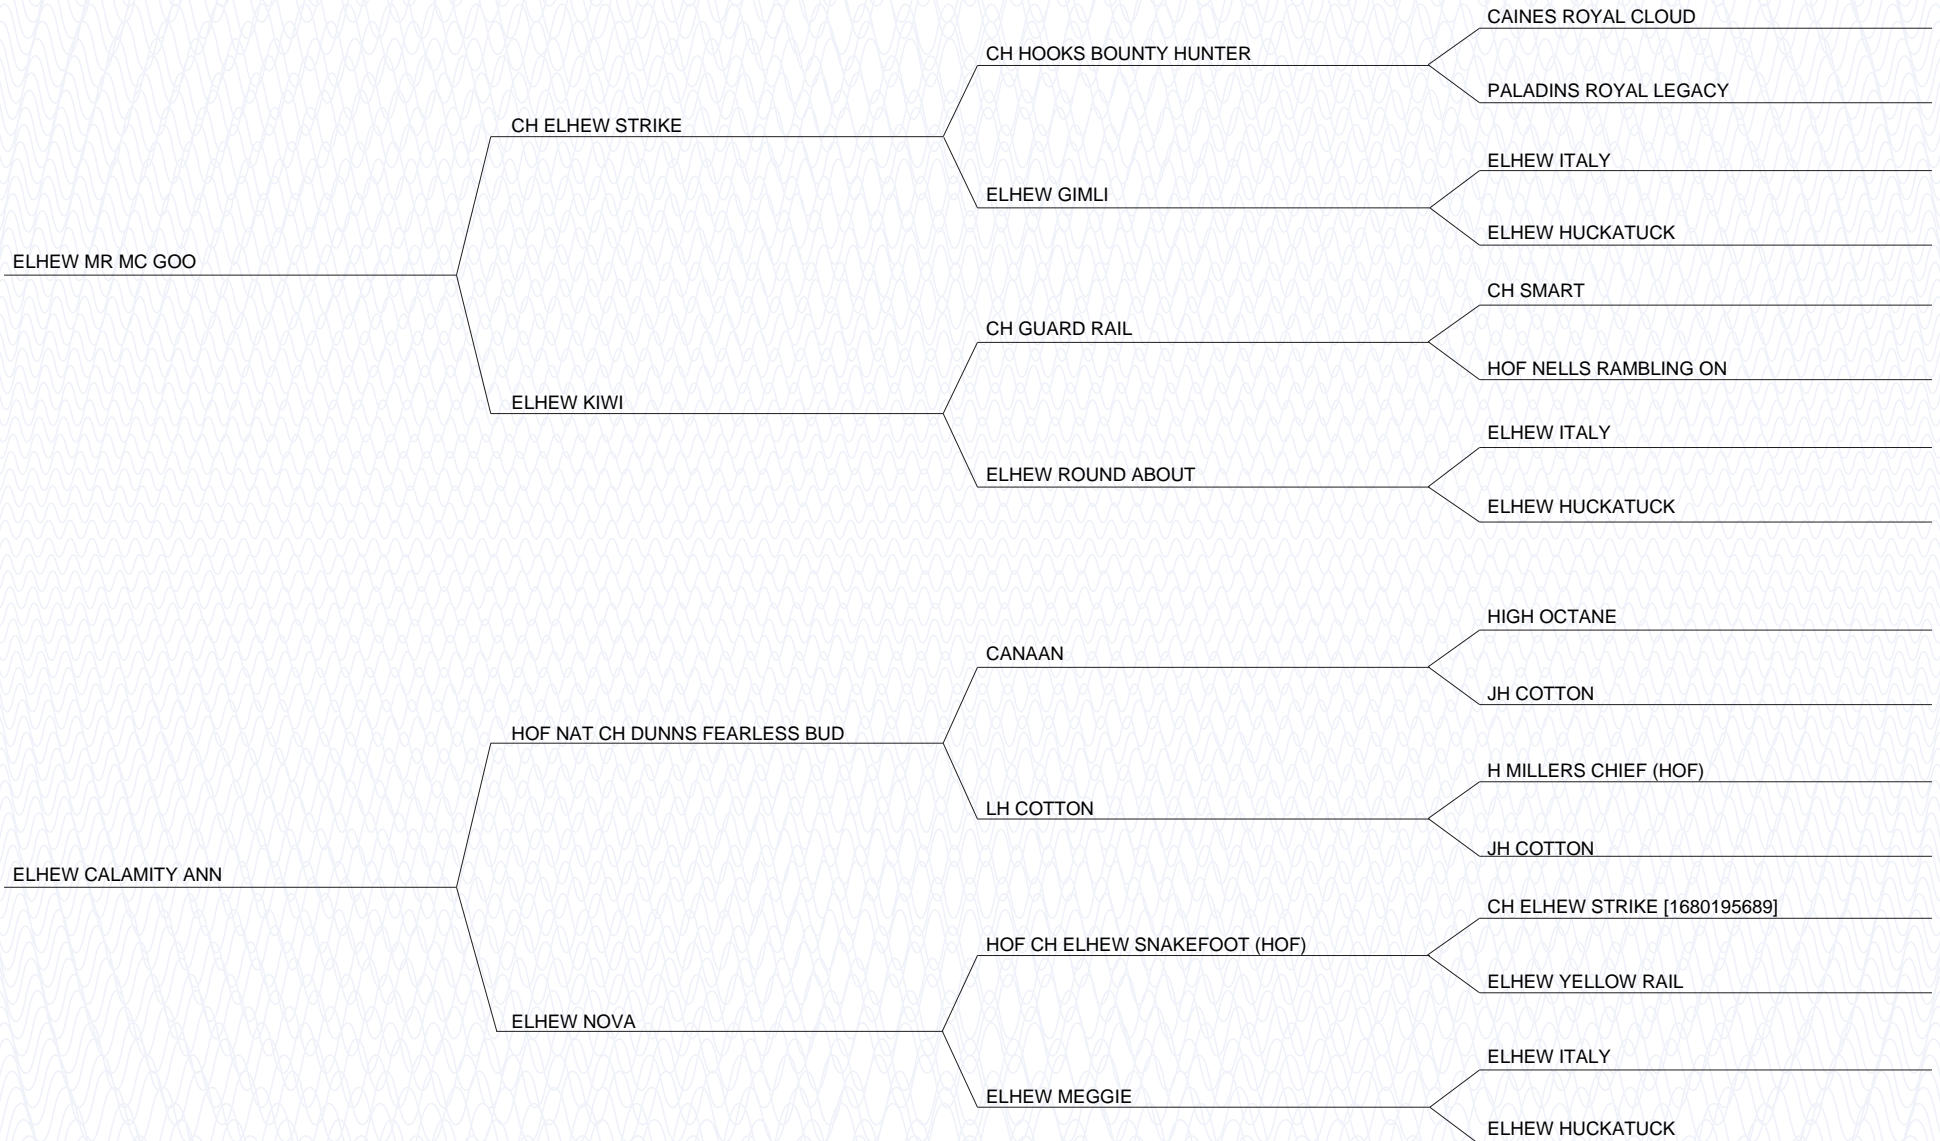 CAINES ROYAL CLOUD
CH HOOKS BOUNTY HUNTER
PALADINS ROYAL LEGACY
CH ELHEW STRIKE
ELHEW ITALY
ELHEW GIMLI
ELHEW HUCKATUCK
ELHEW MR MC GOO
CH SMART
CH GUARD RAIL
HOF NELLS RAMBLING ON
ELHEW KIWI
ELHEW ITALY
ELHEW ROUND ABOUT
ELHEW HUCKATUCK
HIGH OCTANE
CANAAN
JH COTTON
HOF NAT CH DUNNS FEARLESS BUD
H MILLERS CHIEF (HOF)
LH COTTON
JH COTTON
ELHEW CALAMITY ANN
CH ELHEW STRIKE [1680195689]
HOF CH ELHEW SNAKEFOOT (HOF)
ELHEW YELLOW RAIL
ELHEW NOVA
ELHEW ITALY
ELHEW MEGGIE
ELHEW HUCKATUCK